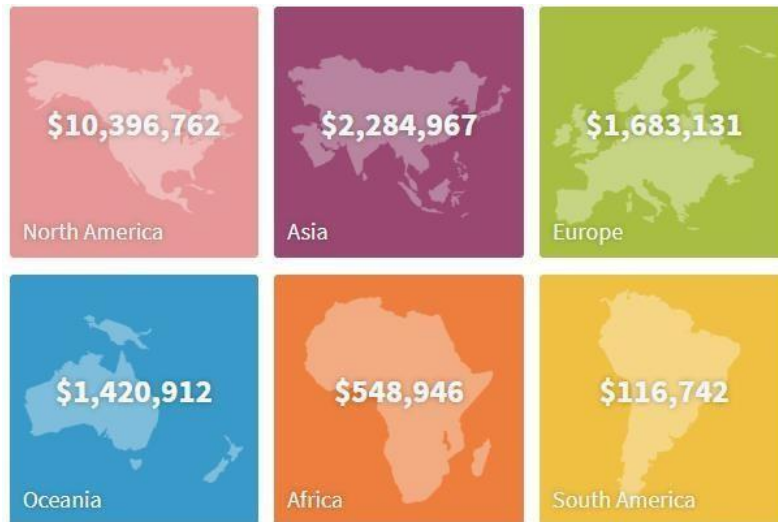 $10,396,762
North America
$2,284,967
Asia
$1,683,131
Europe
$1,420,912
Oceania
$548,946
Africa
$116,742
South America